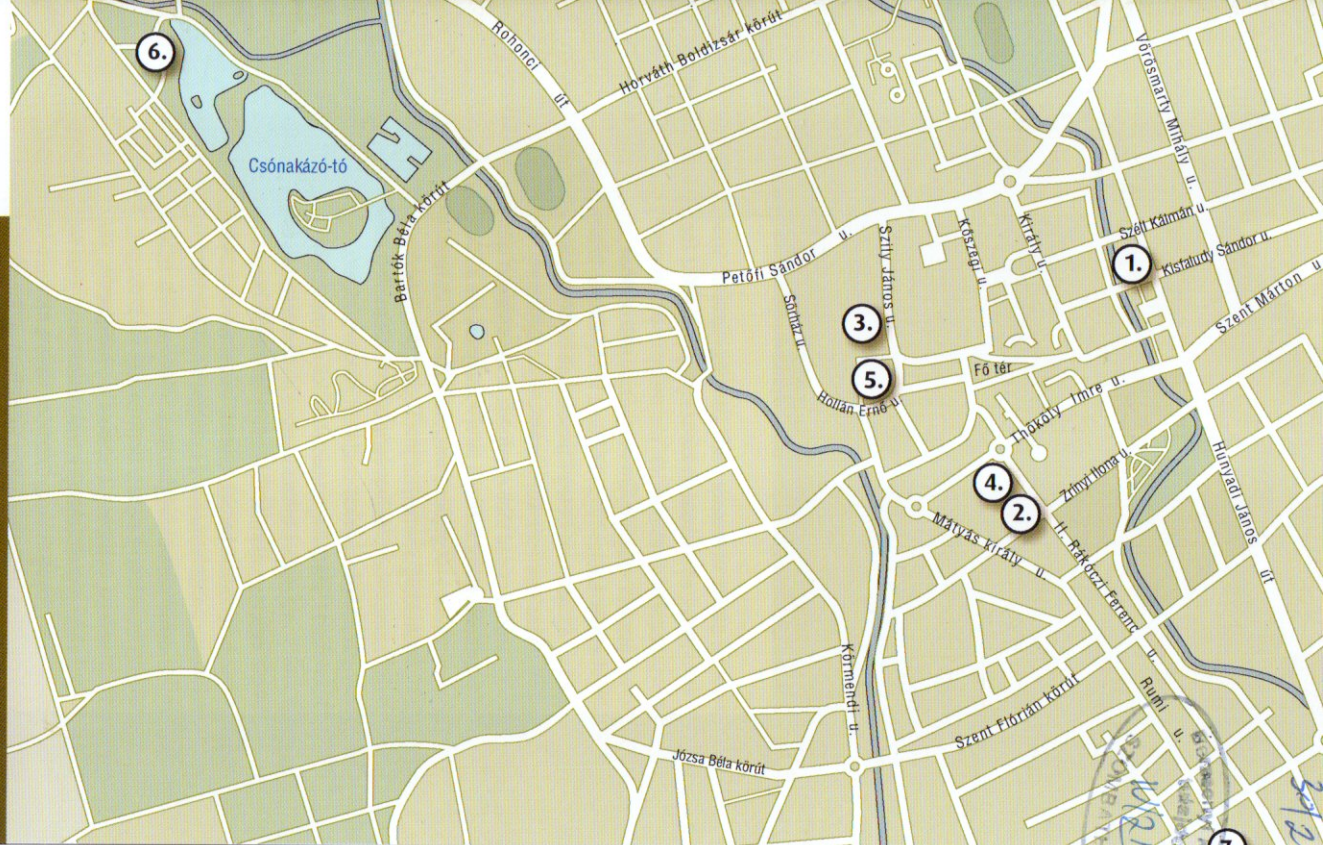 6.
Rohonci út
Horváth Boldizsár körút
Vörösmarty Mihály u.
Csónakázó-tó
Bartók Béla körút
Petőfi Sándor u.
Szily János u.
Kőszegi u.
Király u.
Széll Kálmán u.
1.
Kisfaludy Sándor u.
Szent Márton u.
Sörház u.
3.
5.
Fő tér
Hollán Ernő u.
Thököly Imre u.
4.
2.
Zrínyi Ilona u.
Hunyadi János út
Mátyás király u.
II. Rákóczi Ferenc u.
Körmendi u.
Szent Flórián körút
Rumi u.
Józsa Béla körút
7.